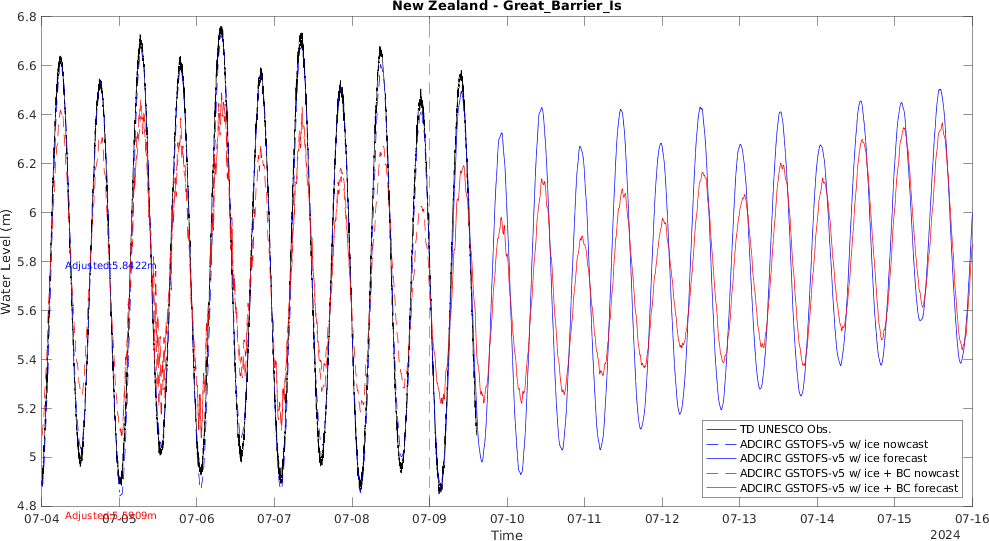 New Zealand - Great_Barrier_Is
6.8
6.6
6.4
6.2
6
5.8
5.6
5.4
5.2
5
4.8
Water Level (m)
Adjusted:5.8422m
Adjusted:5.5909m
TD UNESCO Obs.
ADCIRC GSTOFS-v5 w/ ice nowcast
ADCIRC GSTOFS-v5 w/ ice forecast
ADCIRC GSTOFS-v5 w/ ice + BC nowcast
ADCIRC GSTOFS-v5 w/ ice + BC forecast
07-04 07-05 07-06 07-07 07-08 07-09 07-10 07-11 07-12 07-13 07-14 07-15 07-16
Time
2024